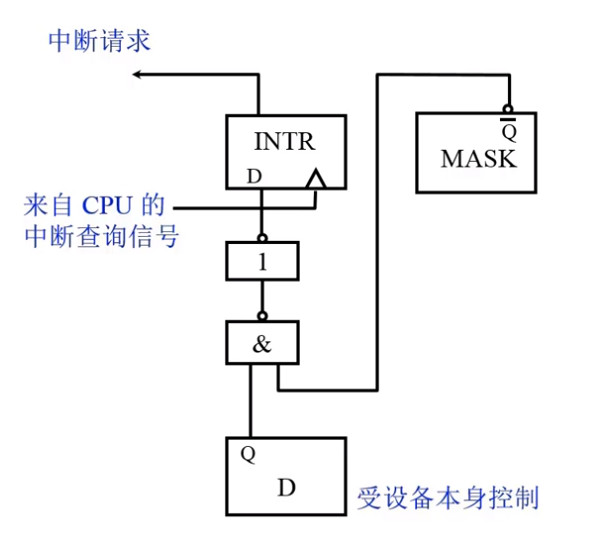 中断请求
INTR
D
Q̅
MASK
来自 CPU 的
中断查询信号
1
&
Q
D
受设备本身控制